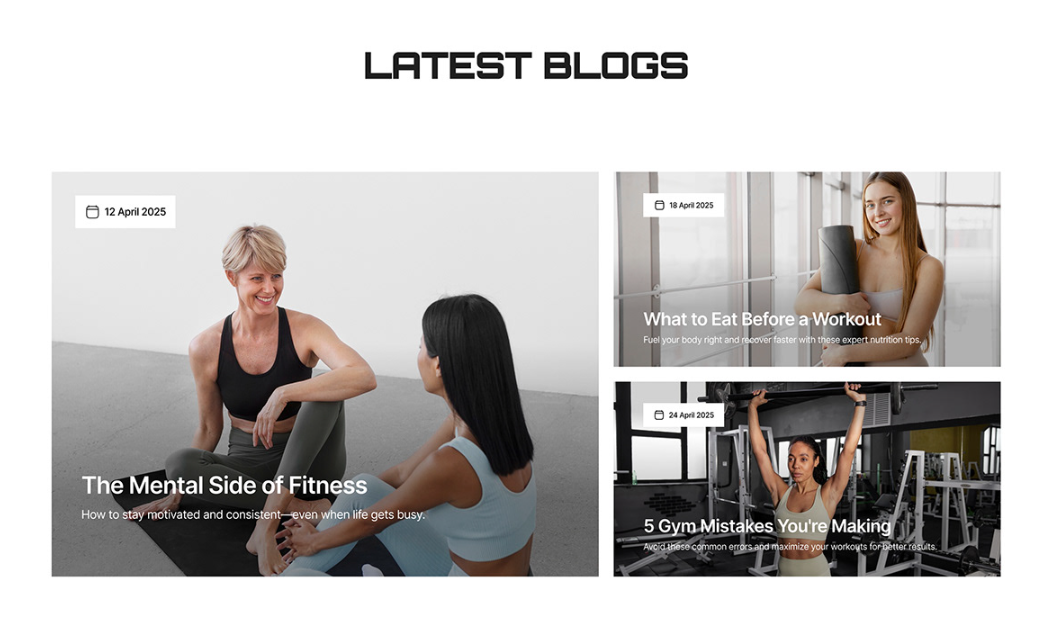 LATEST BLOGS
12 April 2025
The Mental Side of Fitness
How to stay motivated and consistent—even when life gets busy.
18 April 2025
What to Eat Before a Workout
Fuel your body right and recover faster with these expert nutrition tips.
24 April 2025
5 Gym Mistakes You're Making
Avoid these common errors and maximize your workouts for better results.